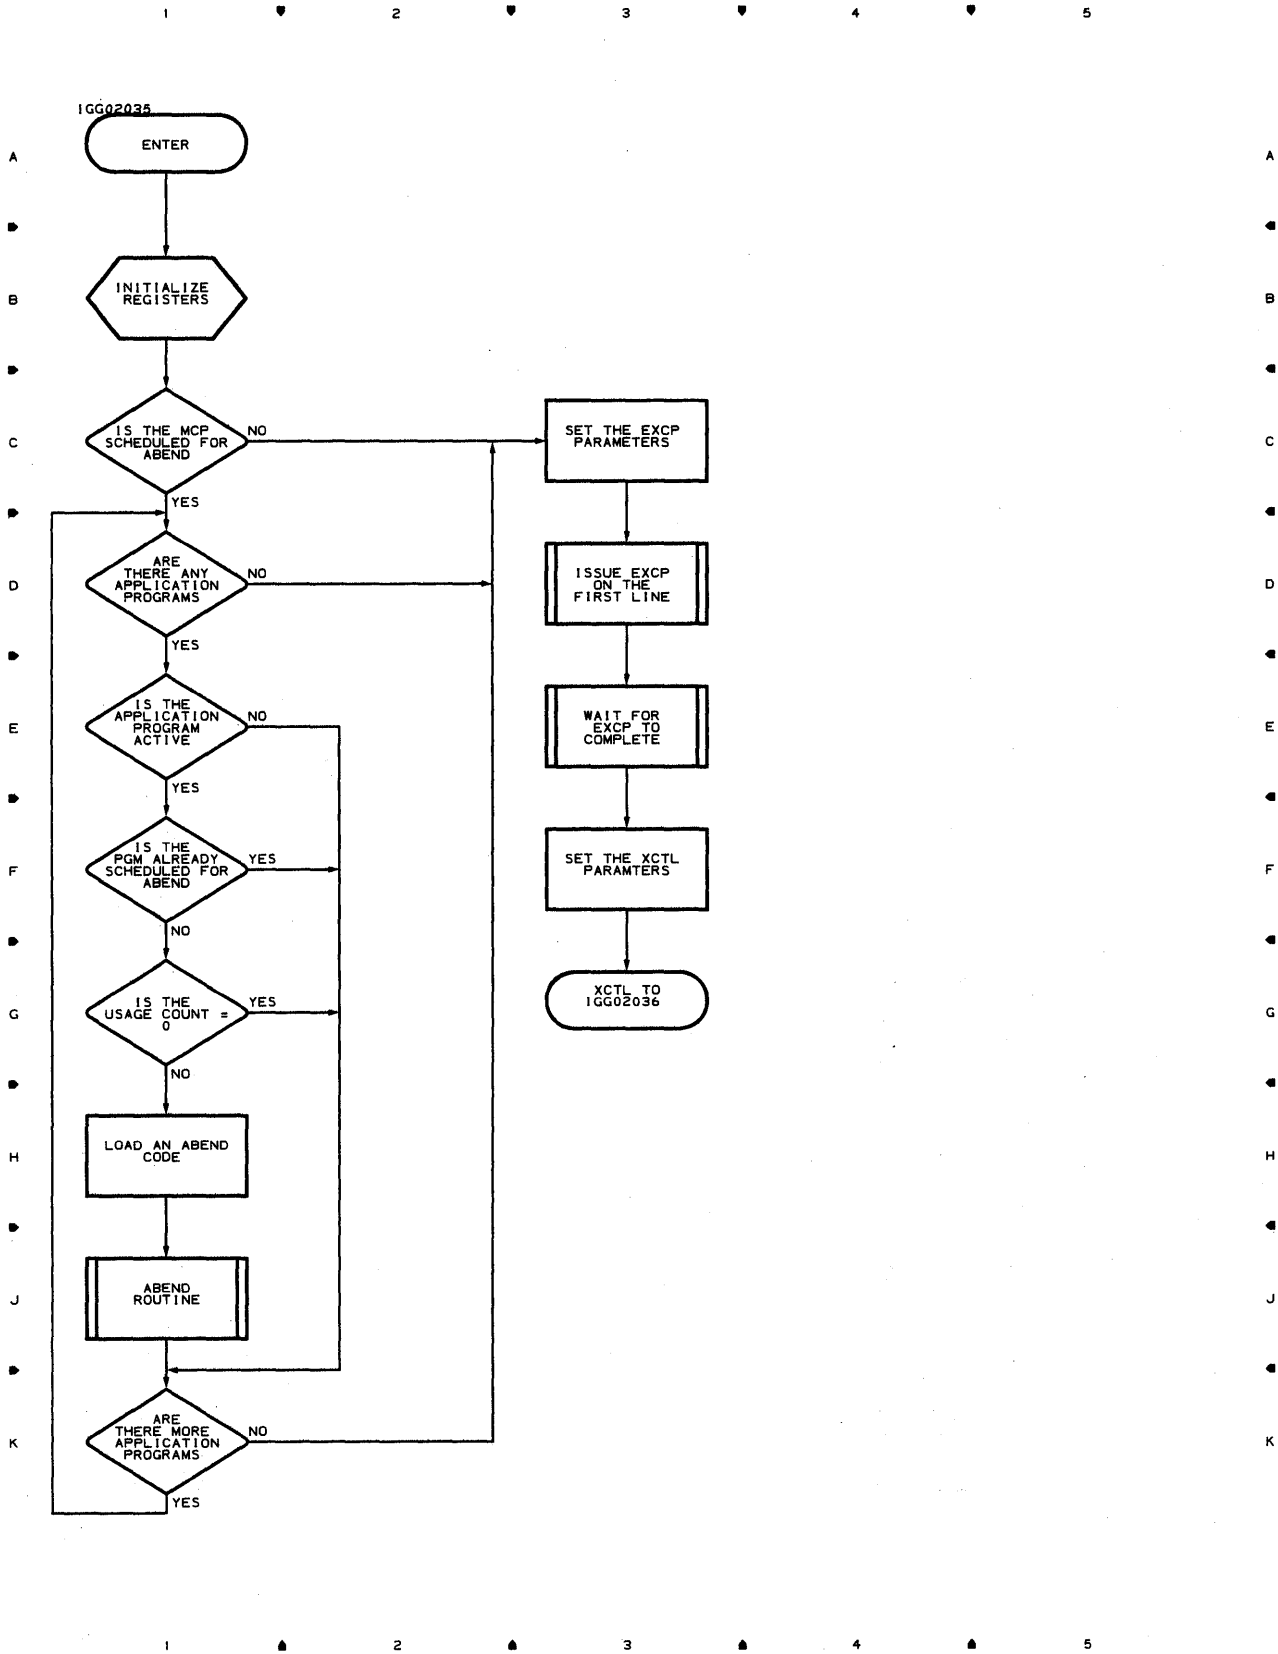 1 2 3 4 5
IGG02035
ENTER
A A
INITIALIZE
REGISTERS
B B
IS THE MCP
SCHEDULED FOR
ABEND
NO
YES
SET THE EXCP
PARAMETERS
C C
ARE
THERE ANY
APPLICATION
PROGRAMS
NO
YES
ISSUE EXCP
ON THE
FIRST LINE
D D
IS THE
APPLICATION
PROGRAM
ACTIVE
NO
YES
WAIT FOR
EXCP TO
COMPLETE
E E
IS THE
PGM ALREADY
SCHEDULED FOR
ABEND
YES
NO
SET THE XCTL
PARAMTERS
F F
IS THE
USAGE COUNT =
0
YES
NO
XCTL TO
IGG02036
G G
LOAD AN ABEND
CODE
H H
ABEND
ROUTINE
J J
ARE
THERE MORE
APPLICATION
PROGRAMS
NO
YES
K K
1 2 3 4 5